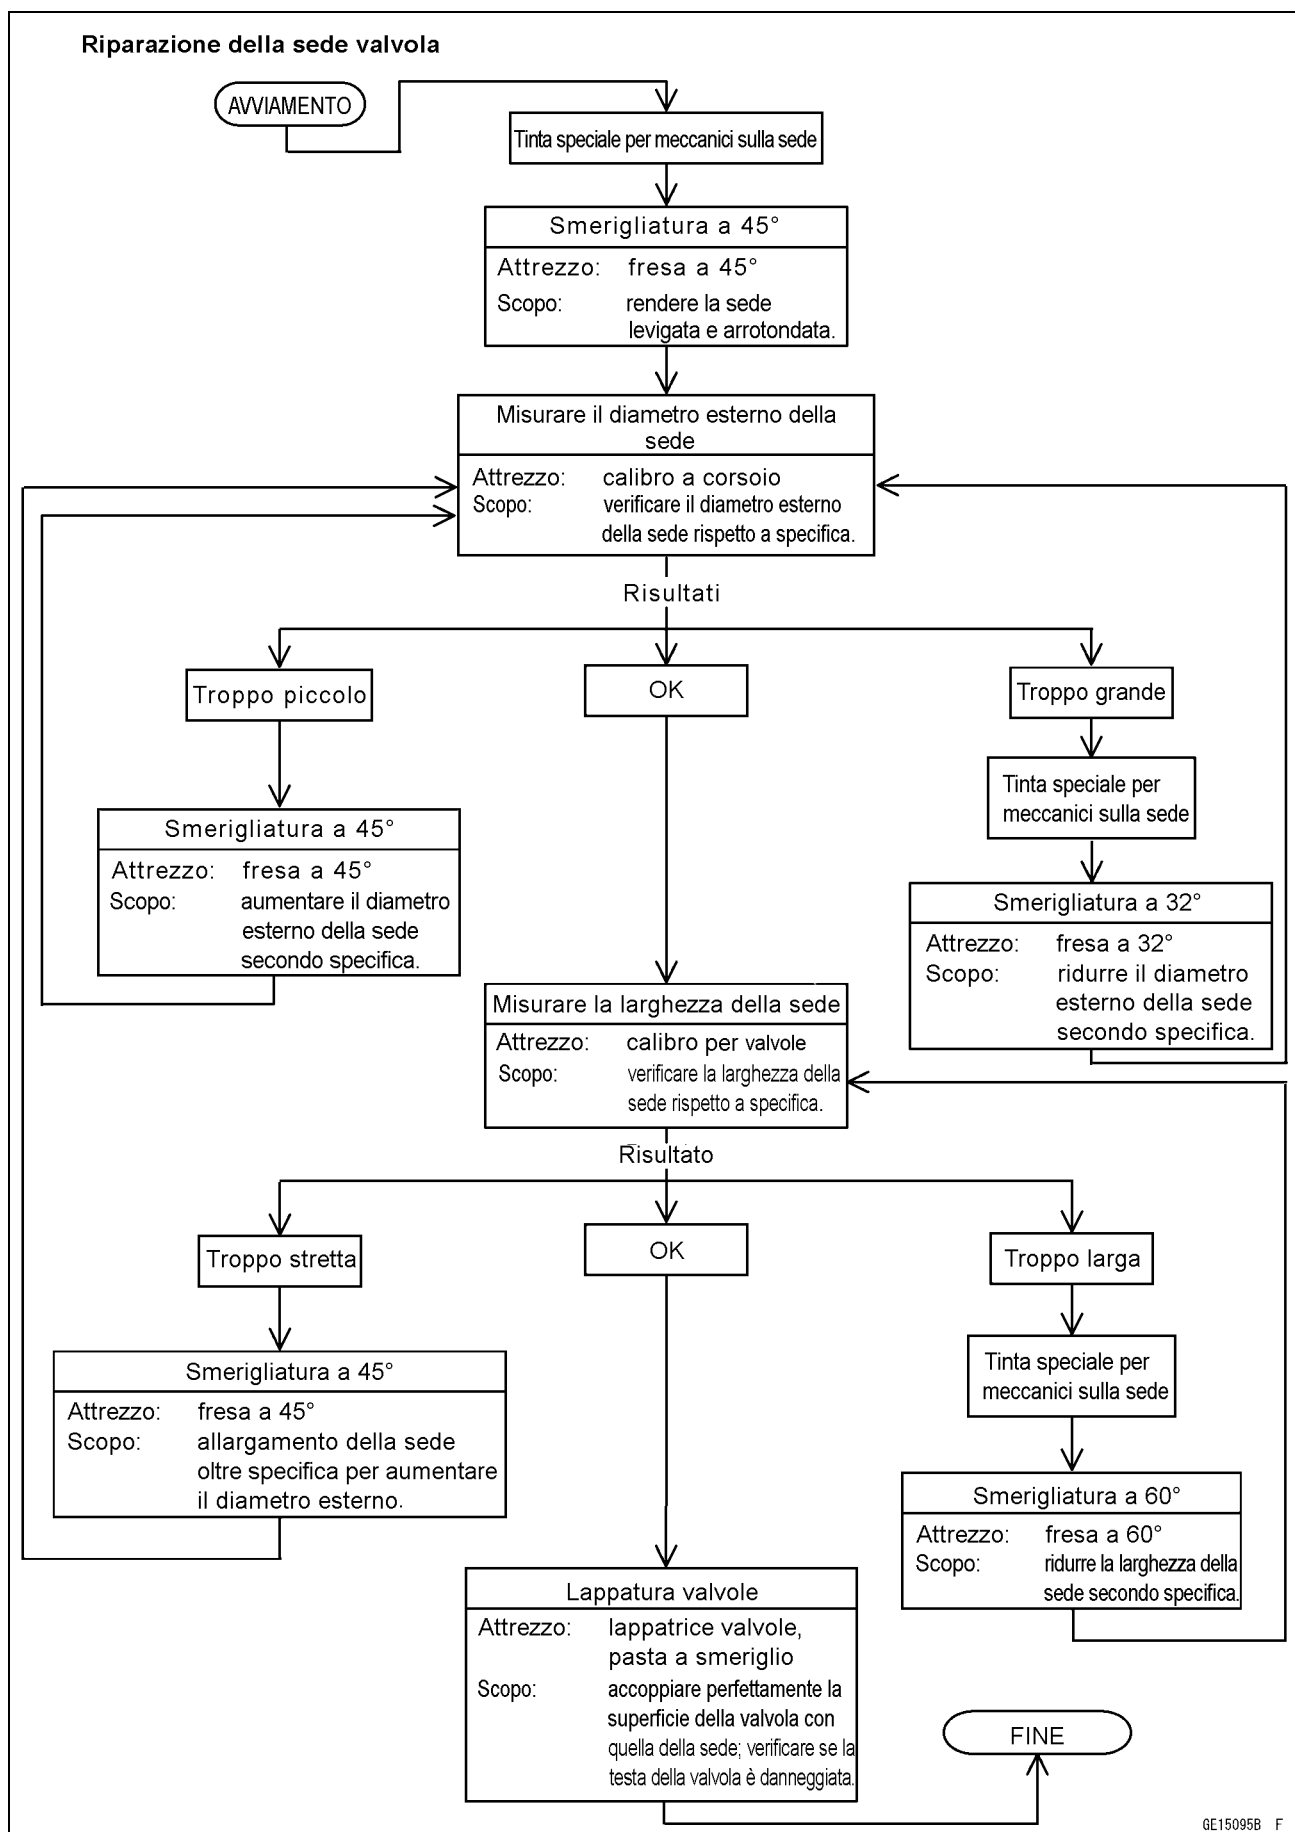 Riparazione della sede valvola
AVVIAMENTO
Tinta speciale per meccanici sulla sede
Smerigliatura a 45°
Attrezzo: fresa a 45°
Scopo: rendere la sede
levigata e arrotondata.
Misurare il diametro esterno della
sede
Attrezzo: calibro a corsoio
Scopo: verificare il diametro esterno
della sede rispetto a specifica.
Risultati
Troppo piccolo
OK
Troppo grande
Tinta speciale per
meccanici sulla sede
Smerigliatura a 45°
Attrezzo: fresa a 45°
Scopo: aumentare il diametro
esterno della sede
secondo specifica.
Smerigliatura a 32°
Attrezzo: fresa a 32°
Scopo: ridurre il diametro
esterno della sede
secondo specifica.
Misurare la larghezza della sede
Attrezzo: calibro per valvole
Scopo: verificare la larghezza della
sede rispetto a specifica.
Risultato
Troppo stretta
OK
Troppo larga
Tinta speciale per
meccanici sulla sede
Smerigliatura a 45°
Attrezzo: fresa a 45°
Scopo: allargamento della sede
oltre specifica per aumentare
il diametro esterno.
Smerigliatura a 60°
Attrezzo: fresa a 60°
Scopo: ridurre la larghezza della
sede secondo specifica.
Lappatura valvole
Attrezzo: lappatrice valvole,
pasta a smeriglio
Scopo: accoppiare perfettamente la
superficie della valvola con
quella della sede; verificare se la
testa della valvola è danneggiata.
FINE
GE15095B F